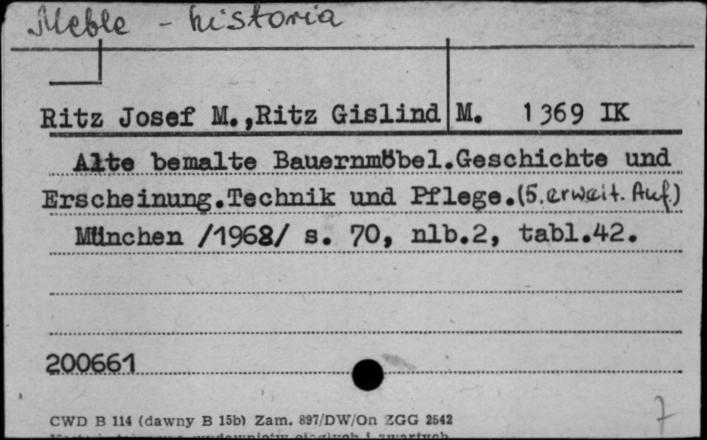 Meble - historia
Ritz Josef M.,Ritz Gislind M. 1369 IK
Alte bemalte Bauernmöbel.Geschichte und
Erscheinung.Technik und Pflege.(5.erweit. Auf.)
München /1968/ s. 70, nlb.2, tabl.42.
200661
CWD B 114 (dawny B 15b) Zam. 897/DW/On ZGG 2542
7